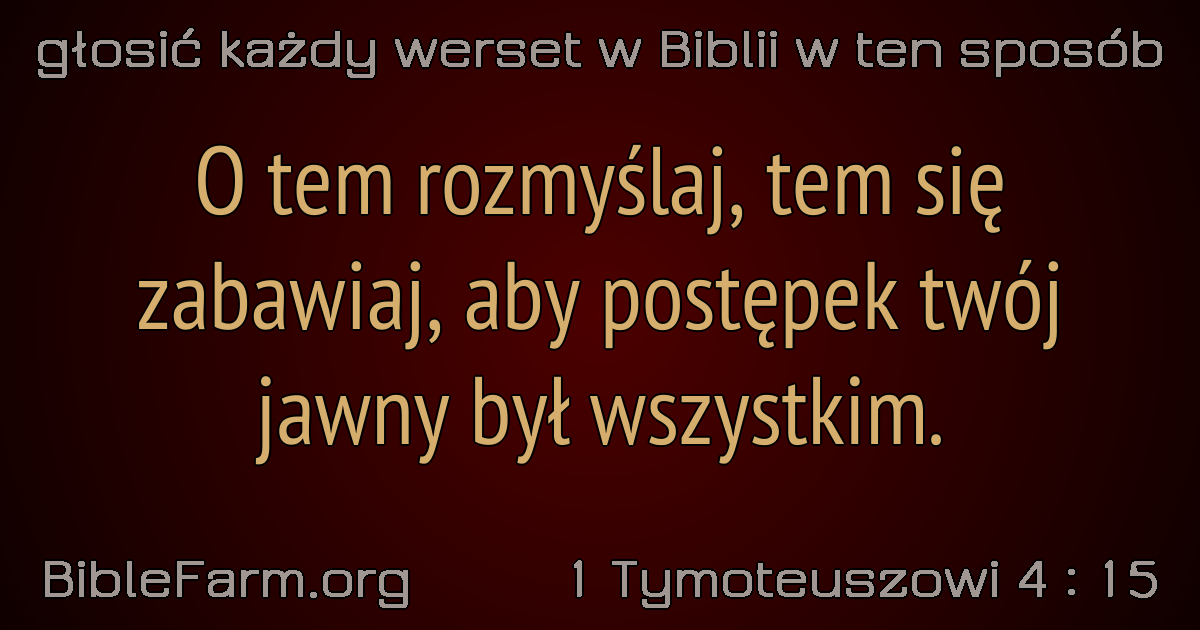 głosić każdy werset w Biblii w ten sposób
O tem rozmyślaj, tem się
zabawiaj, aby postępek twój
jawny był wszystkim.
BibleFarm.org 1 Tymoteuszowi 4 : 15